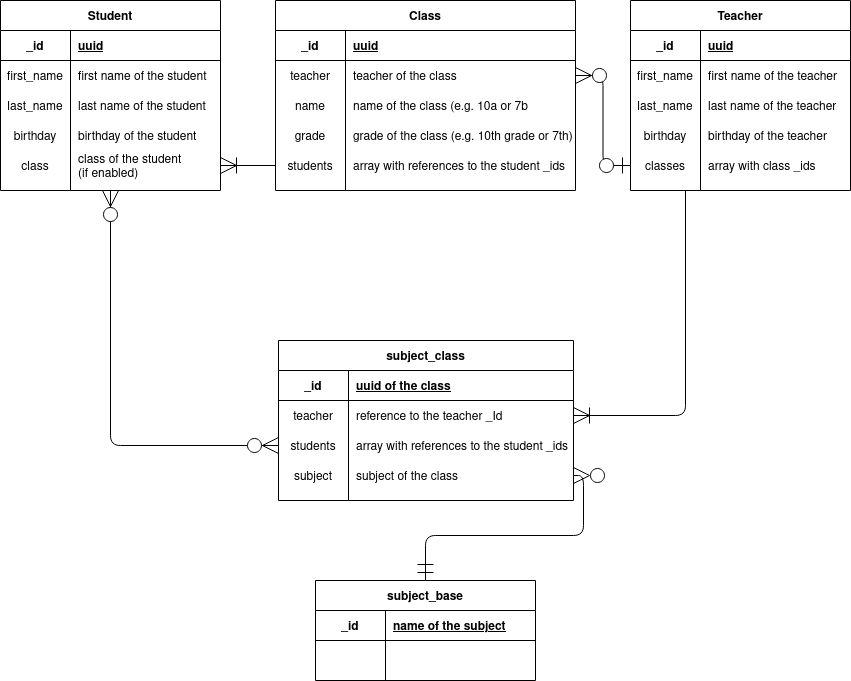 Student
_id uuid
first_name first name of the student
last_name last name of the student
birthday birthday of the student
class class of the student
(if enabled)
Class
_id uuid
teacher teacher of the class
name name of the class (e.g. 10a or 7b
grade grade of the class (e.g. 10th grade or 7th)
students array with references to the student _ids
Teacher
_id uuid
first_name first name of the teacher
last_name last name of the teacher
birthday birthday of the teacher
classes array with class _ids
subject_class
_id uuid of the class
teacher reference to the teacher _Id
students array with references to the student _ids
subject subject of the class
subject_base
_id name of the subject